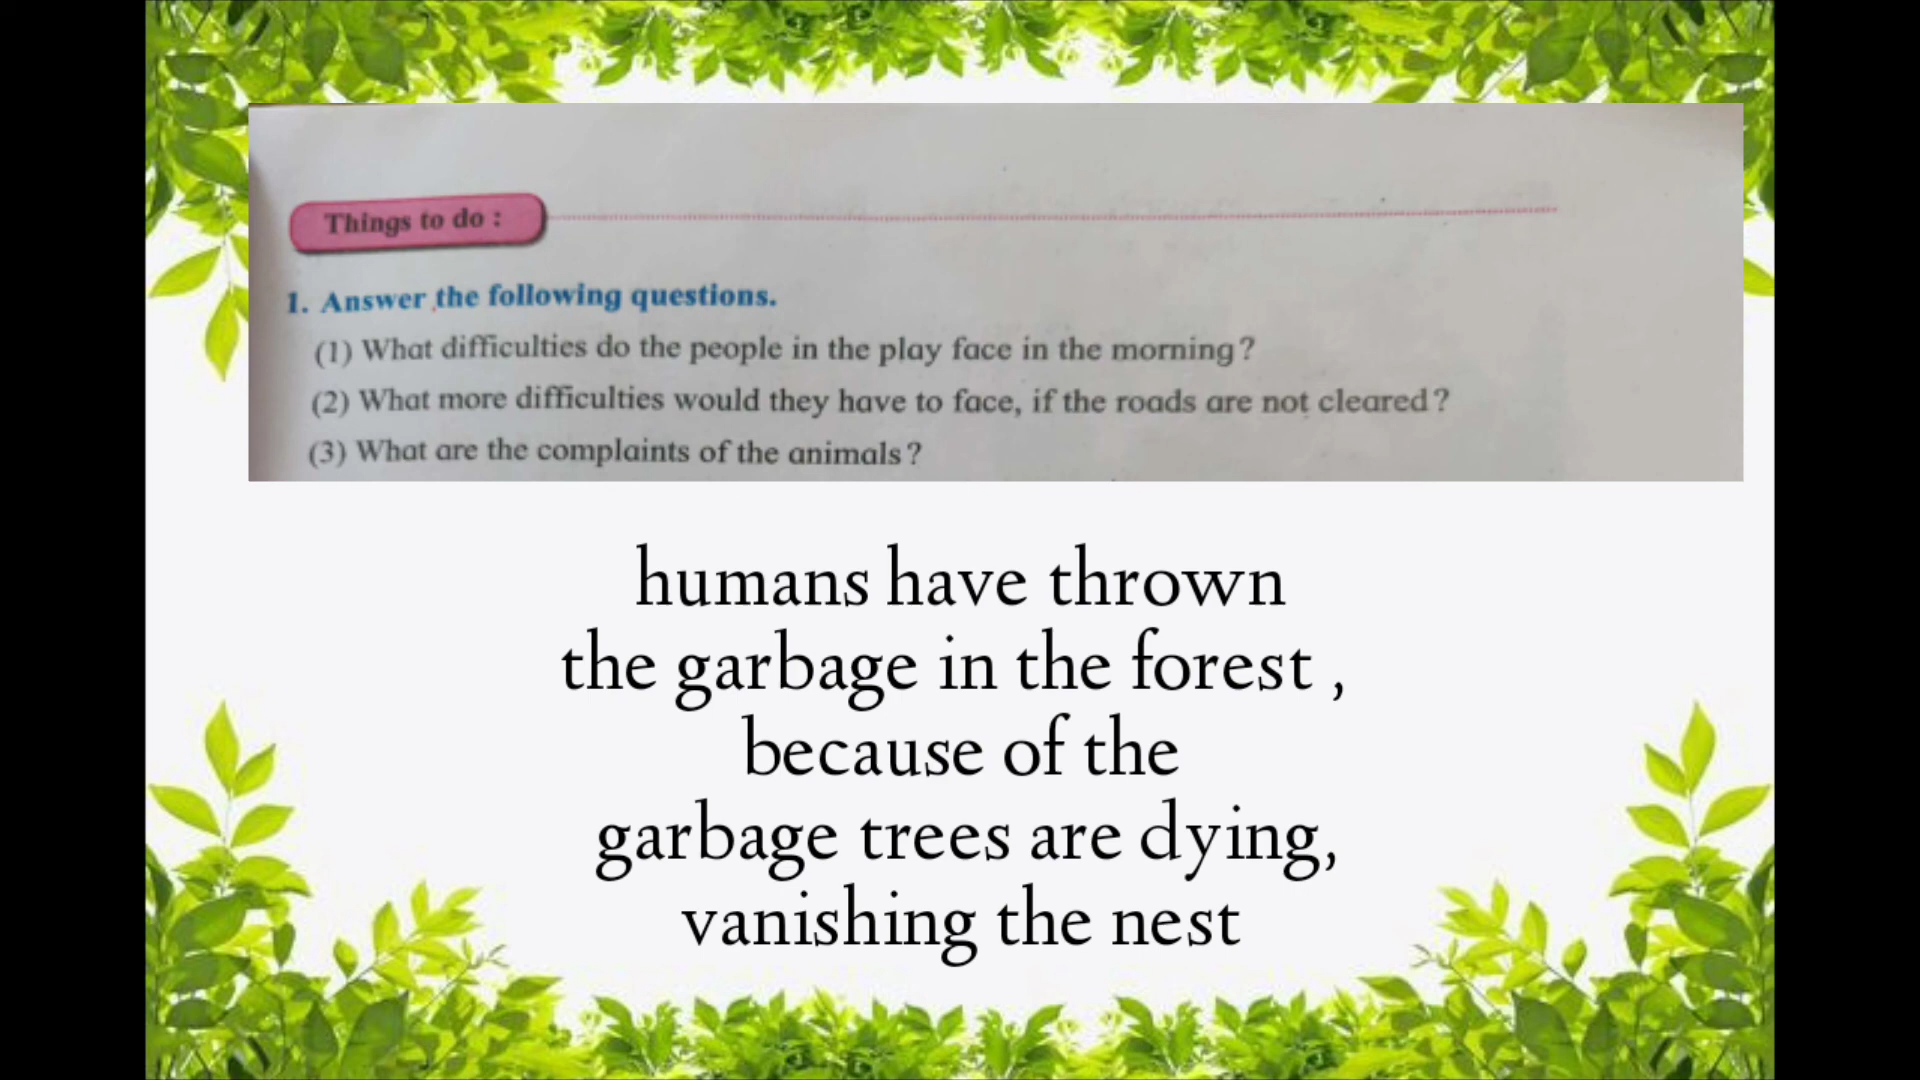 Things to do :
1. Answer the following questions.
(1) What difficulties do the people in the play face in the morning?
(2) What more difficulties would they have to face, if the roads are not cleared?
(3) What are the complaints of the animals?
humans have thrown
the garbage in the forest ,
because of the
garbage trees are dying,
vanishing the nest